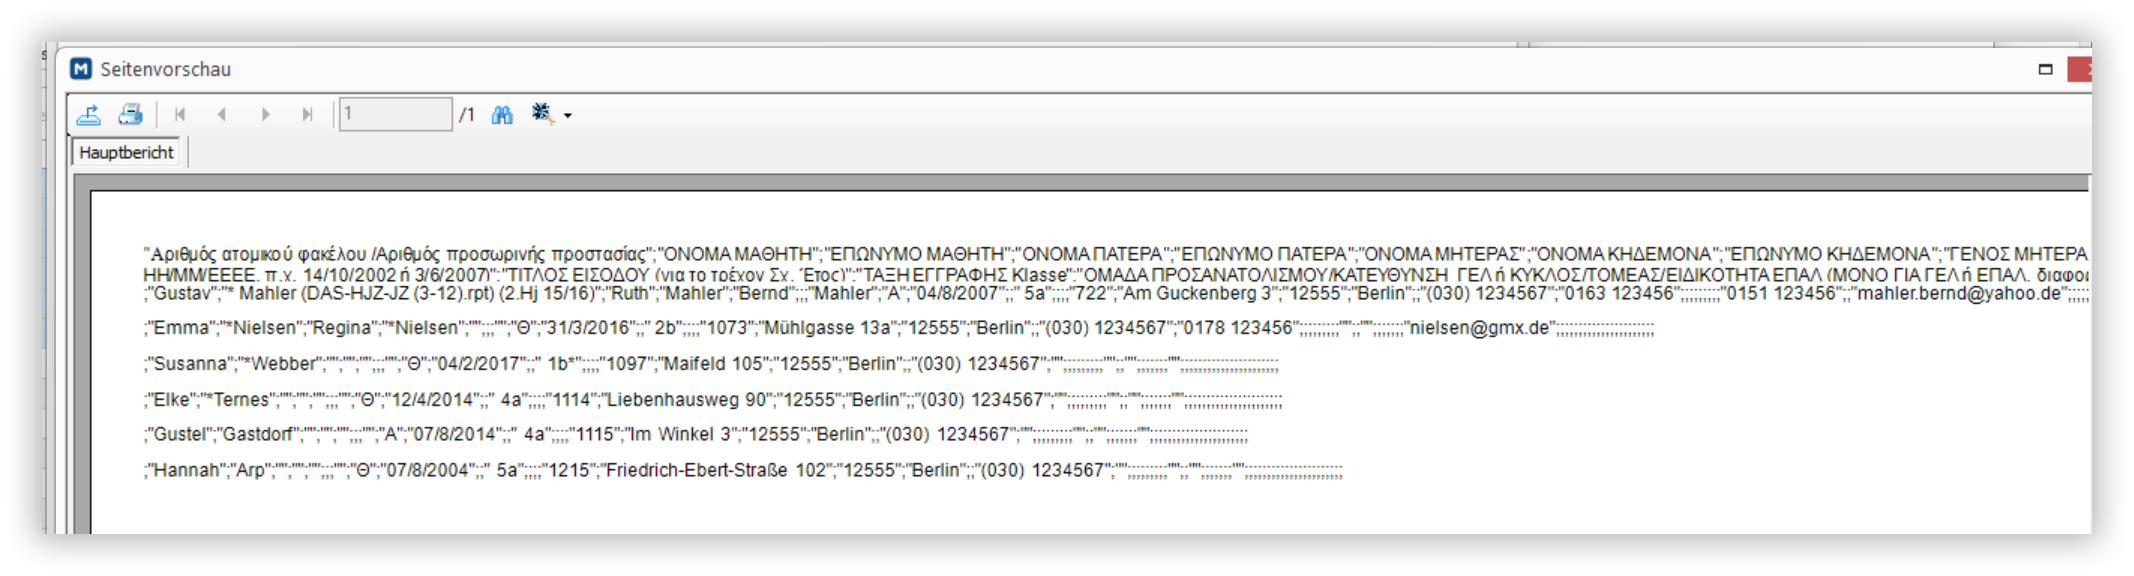 Seitenvorschau
1 /1
Hauptbericht
"Αριθμός ατομικού φακέλου /Αριθμός προσωρινής προστασίας";"ΟΝΟΜΑ ΜΑΘΗΤΗ";"ΕΠΩΝΥΜΟ ΜΑΘΗΤΗ";"ΟΝΟΜΑ ΠΑΤΕΡΑ";"ΕΠΩΝΥΜΟ ΠΑΤΕΡΑ";"ΟΝΟΜΑ ΜΗΤΕΡΑΣ";"ΟΝΟΜΑ ΚΗΔΕΜΟΝΑ";"ΕΠΩΝΥΜΟ ΚΗΔΕΜΟΝΑ";"ΓΕΝΟΣ ΜΗΤΕΡΑ
ΗΗ/ΜΜ/ΕΕΕΕ. π.χ. 14/10/2002 ή 3/6/2007)";"ΤΙΤΛΟΣ ΕΙΣΟΔΟΥ (για το τρέχον Σχ. Έτος)";"ΤΑΞΗ ΕΓΓΡΑΦΗΣ Klasse";"ΟΜΑΔΑ ΠΡΟΣΑΝΑΤΟΛΙΣΜΟΥ/ΚΑΤΕΥΘΥΝΣΗ ΓΕΛ ή ΚΥΚΛΟΣ/ΤΟΜΕΑΣ/ΕΙΔΙΚΟΤΗΤΑ ΕΠΑΛ (ΜΟΝΟ ΓΙΑ ΓΕΛ ή ΕΠΑΛ.
;"Gustav";"* Mahler (DAS-HJZ-JZ (3-12).rpt) (2.Hj 15/16)";"Ruth";"Mahler";"Bernd";;;"Mahler";"A";"04/8/2007";;" 5a";;;;"722";"Am Guckenberg 3";"12555";"Berlin";;"(030) 1234567";"0163 123456";;;;;;;;;"0151 123456";;"mahler.bernd@yahoo.de";;;;;
;"Emma";"*Nielsen";"Regina";"*Nielsen";"";;;"";"Θ";"31/3/2016";;" 2b";;;;"1073";"Mühlgasse 13a";"12555";"Berlin";;"(030) 1234567";"0178 123456";;;;;;;;;"";;"";;;;;;;"nielsen@gmx.de";;;;;;;;;;;;;;;;;;;;;;;
;"Susanna";"*Webber";"";"";"";;;"";"Θ";"04/2/2017";;" 1b*";;;;"1097";"Maifeld 105";"12555";"Berlin";;"(030) 1234567";"";;;;;;;;;"";;"";;;;;;;"";;;;;;;;;;;;;;;;;;;;;;;
;"Elke";"*Ternes";"";"";"";;;"";"Θ";"12/4/2014";;" 4a";;;;"1114";"Liebenhausweg 90";"12555";"Berlin";;"(030) 1234567";"";;;;;;;;;"";;"";;;;;;;"";;;;;;;;;;;;;;;;;;;;;;;
;"Gustel";"Gastdorf";"";"";"";;;"";"A";"07/8/2014";;" 4a";;;;"1115";"Im Winkel 3";"12555";"Berlin";;"(030) 1234567";"";;;;;;;;;"";;"";;;;;;;"";;;;;;;;;;;;;;;;;;;;;;;
;"Hannah";"Arp";"";"";"";;;"";"Θ";"07/8/2004";;" 5a";;;;"1215";"Friedrich-Ebert-Straße 102";"12555";"Berlin";;"(030) 1234567";"";;;;;;;;;"";;"";;;;;;;"";;;;;;;;;;;;;;;;;;;;;;;